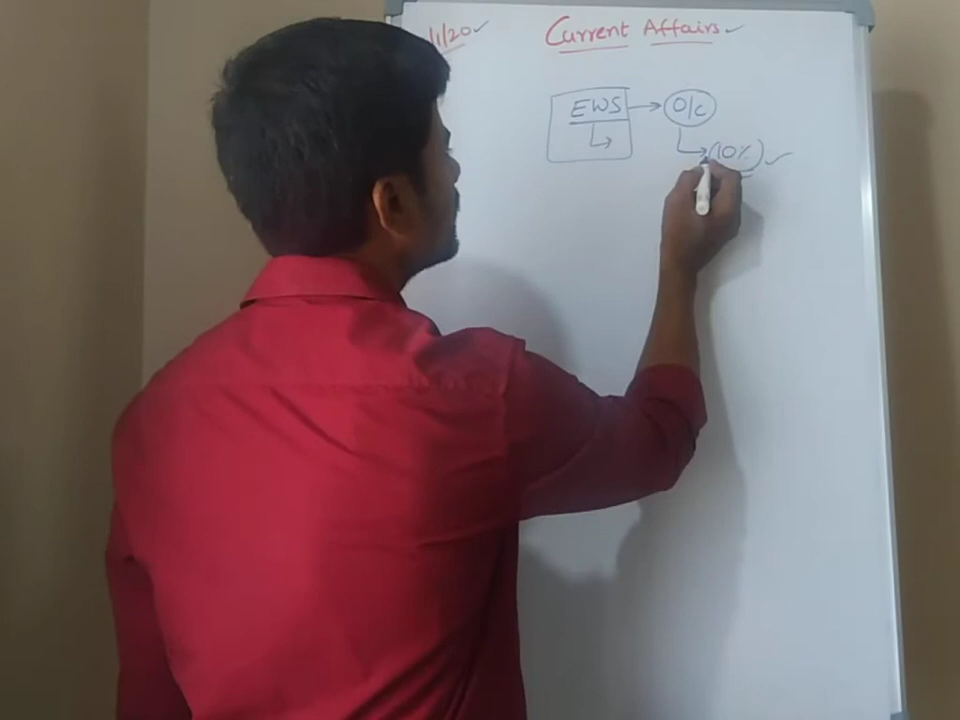 /1/20 Current Affairs
EWS → O/C
(10%)